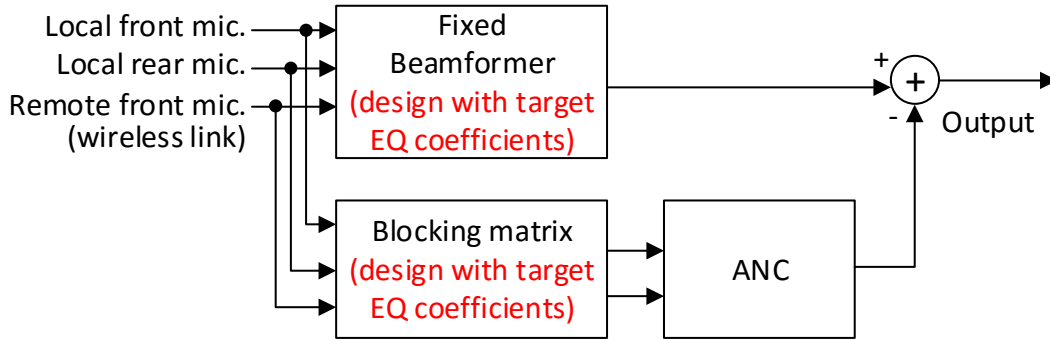 Local front mic.
Local rear mic.
Remote front mic.
(wireless link)
Fixed
Beamformer
(design with target
EQ coefficients)
+
+
-
Output
Blocking matrix
(design with target
EQ coefficients)
ANC